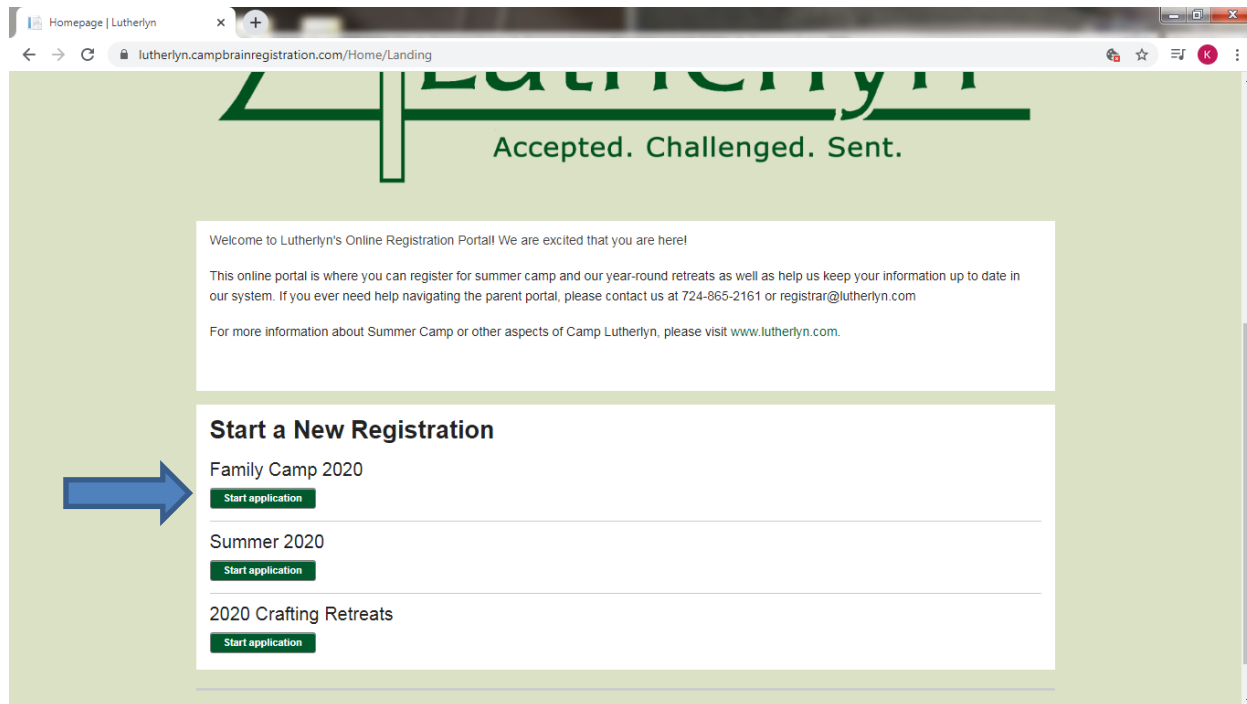 Homepage | Lutherlyn
lutherlyn.campbrainregistration.com/Home/Landing
K
Lutherlyn
Accepted. Challenged. Sent.
Welcome to Lutherlyn's Online Registration Portal! We are excited that you are here!
This online portal is where you can register for summer camp and our year-round retreats as well as help us keep your information up to date in
our system. If you ever need help navigating the parent portal, please contact us at 724-865-2161 or registrar@lutherlyn.com
For more information about Summer Camp or other aspects of Camp Lutherlyn, please visit www.lutherlyn.com.
Start a New Registration
Family Camp 2020
Start application
Summer 2020
Start application
2020 Crafting Retreats
Start application